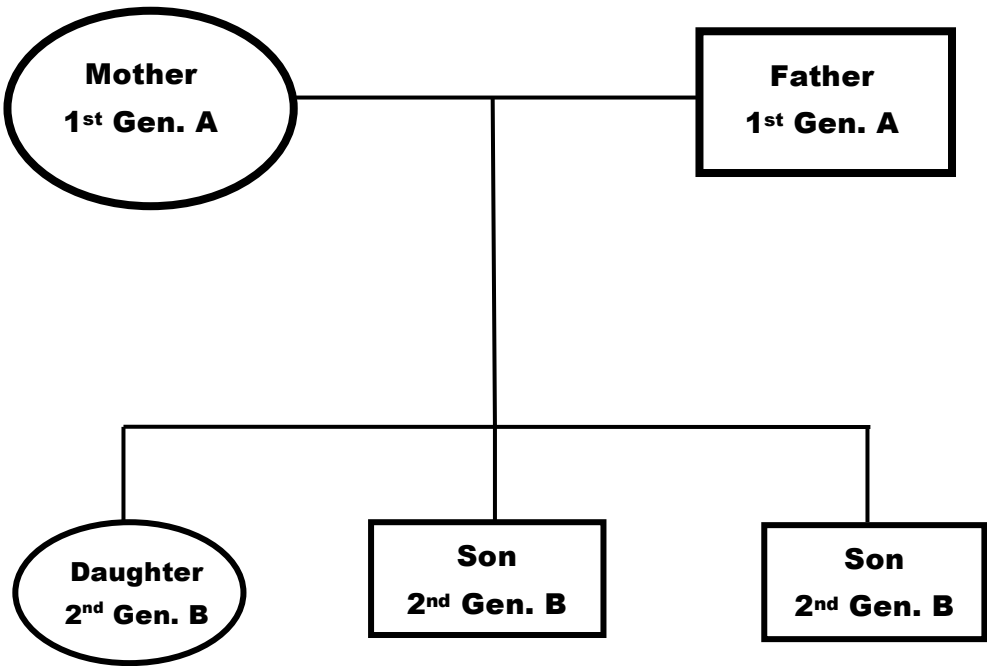 Mother
1st Gen. A
Father
1st Gen. A
Daughter
2nd Gen. B
Son
2nd Gen. B
Son
2nd Gen. B